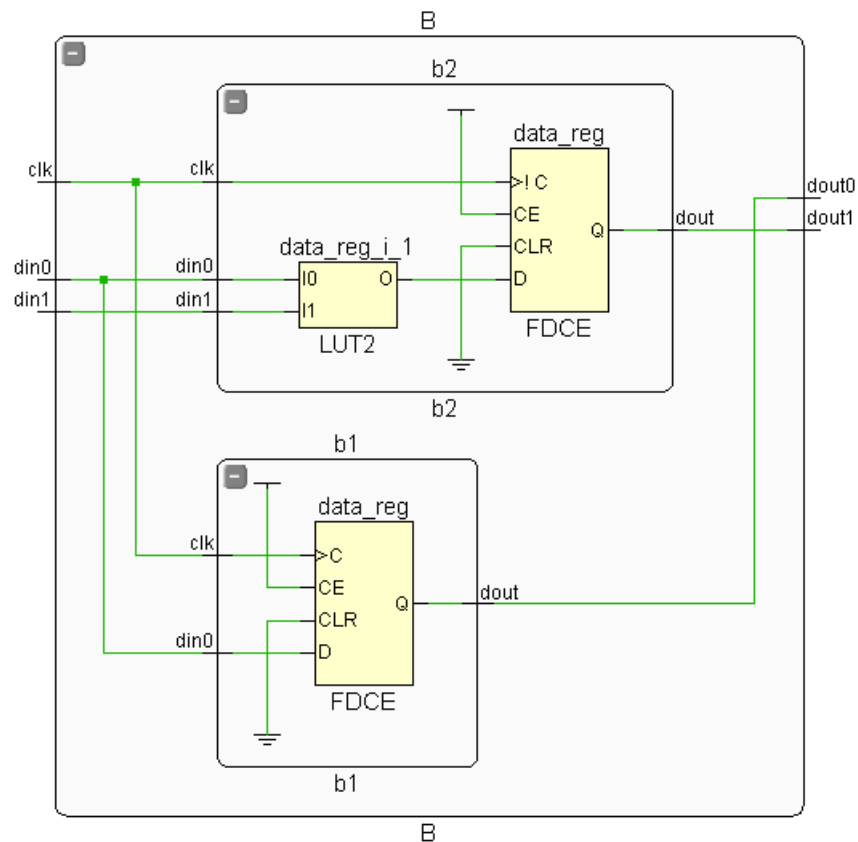 B
b2
data_reg
clk
clk
! C
CE
CLR
D
Q
dout
dout0
dout1
data_reg_i_1
din0
din0
I0
O
din1
din1
I1
LUT2
FDCE
b2
b1
data_reg
clk
C
CE
CLR
D
Q
dout
din0
FDCE
b1
B